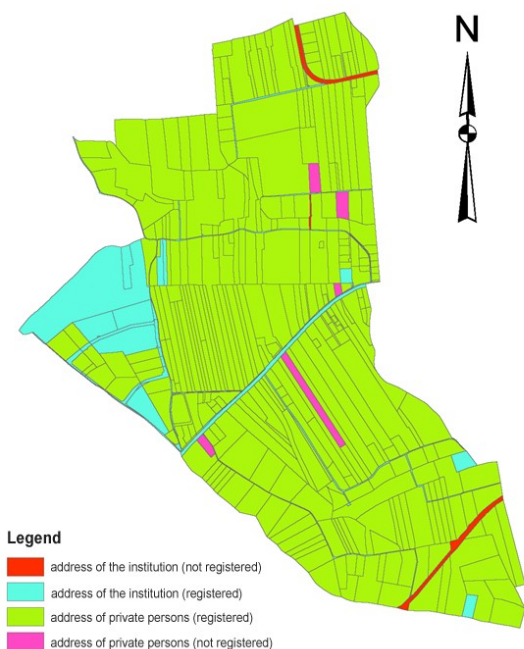 N
Legend
address of the institution (not registered)
address of the institution (registered)
address of private persons (registered)
address of private persons (not registered)